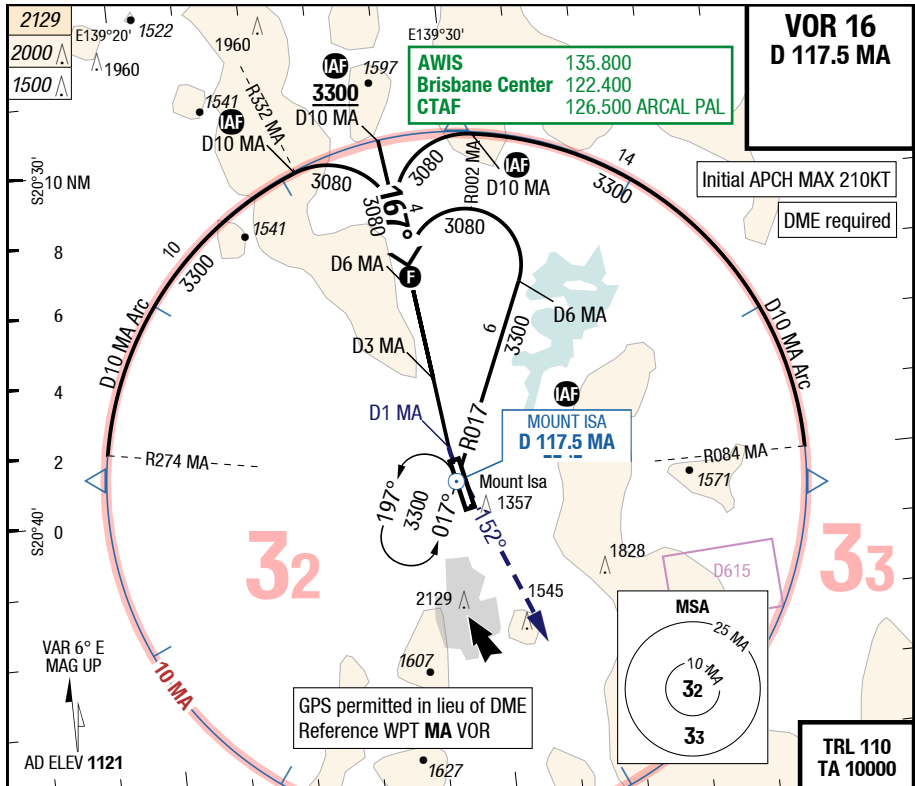 2129
2000
1500
E139°20'
1522
1960
1960
E139°30'
IAF
3300
D10 MA
1597
AWIS 135.800
Brisbane Center 122.400
CTAF 126.500 ARCAL PAL
VOR 16
D 117.5 MA
1541
IAF
D10 MA
R332 MA
S20°30'
10 NM
3080
3080
R002 MA
IAF
D10 MA
14
3300
Initial APCH MAX 210KT
DME required
167°
4
3080
3080
1541
10
3300
8
D6 MA
F
D6 MA
6
D10 MA Arc
D10 MA Arc
D3 MA
6
3300
4
IAF
D1 MA
R017
MOUNT ISA
D 117.5 MA
2
R274 MA
R084 MA
1571
Mount Isa
1357
197°
3300
017°
152°
S20°40'
0
32
33
1828
D615
2129
1545
MSA
25 MA
10 MA
32
33
VAR 6° E
MAG UP
10 MA
1607
GPS permitted in lieu of DME
Reference WPT MA VOR
AD ELEV 1121
1627
TRL 110
TA 10000